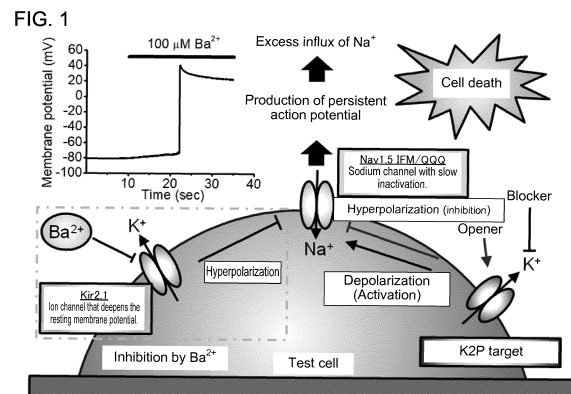 FIG. 1
100 μM Ba²⁺
Membrane potential (mV)
60
40
20
0
-20
-40
-60
-80
-100
0
10
20
30
40
Time (sec)
Excess influx of Na⁺
Production of persistent
action potential
Cell death
Nav1.5 IFM/QQQ
Sodium channel with slow
inactivation.
Hyperpolarization (inhibition)
Blocker
Opener
K⁺
Ba²⁺
K⁺
Hyperpolarization
Na⁺
Depolarization
(Activation)
Kir2.1
Ion channel that deepens the
resting membrane potential.
K2P target
Inhibition by Ba²⁺
Test cell